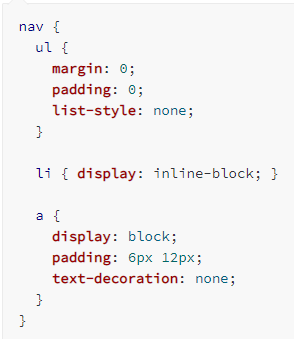 nav {
  ul {
    margin: 0;
    padding: 0;
    list-style: none;
  }

  li { display: inline-block; }

  a {
    display: block;
    padding: 6px 12px;
    text-decoration: none;
  }
}